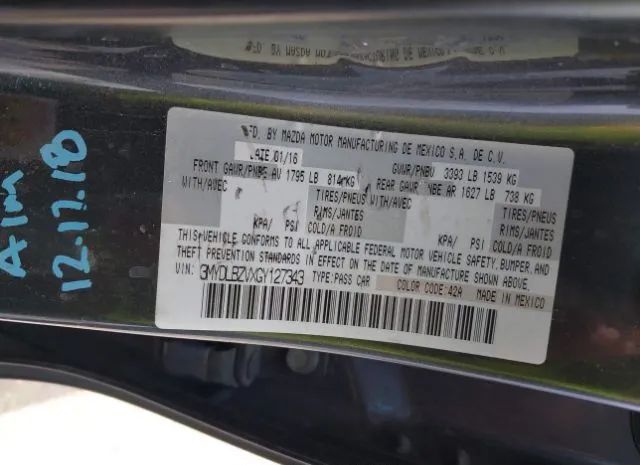 MFD. BY MAZDA MOTOR MANUFACTURING DE MEXICO S.A. DE C.V.
DATE 01/16 GVWR/PNBV 3393 LB 1539 KG
FRONT GAWR/PNBE AV 1795 LB 814 KG REAR GAWR PNBE AR 1627 LB 738 KG
WITH/AVEC TIRES/PNEUS WITH/AVEC TIRES/PNEUS
RIMS/JANTES RIMS/JANTES
KPA/ PSI COLD/A FROID KPA/ PSI COLD/A FROID
THIS VEHICLE CONFORMS TO ALL APPLICABLE FEDERAL MOTOR VEHICLE SAFETY, BUMPER, AND
THEFT PREVENTION STANDARDS IN EFFECT ON THE DATE OF MANUFACTURE SHOWN ABOVE.
VIN: 3MYDLBZVXGY127343 TYPE: PASS CAR COLOR CODE: 42A
MADE IN MEXICO
A1m
12.17.18